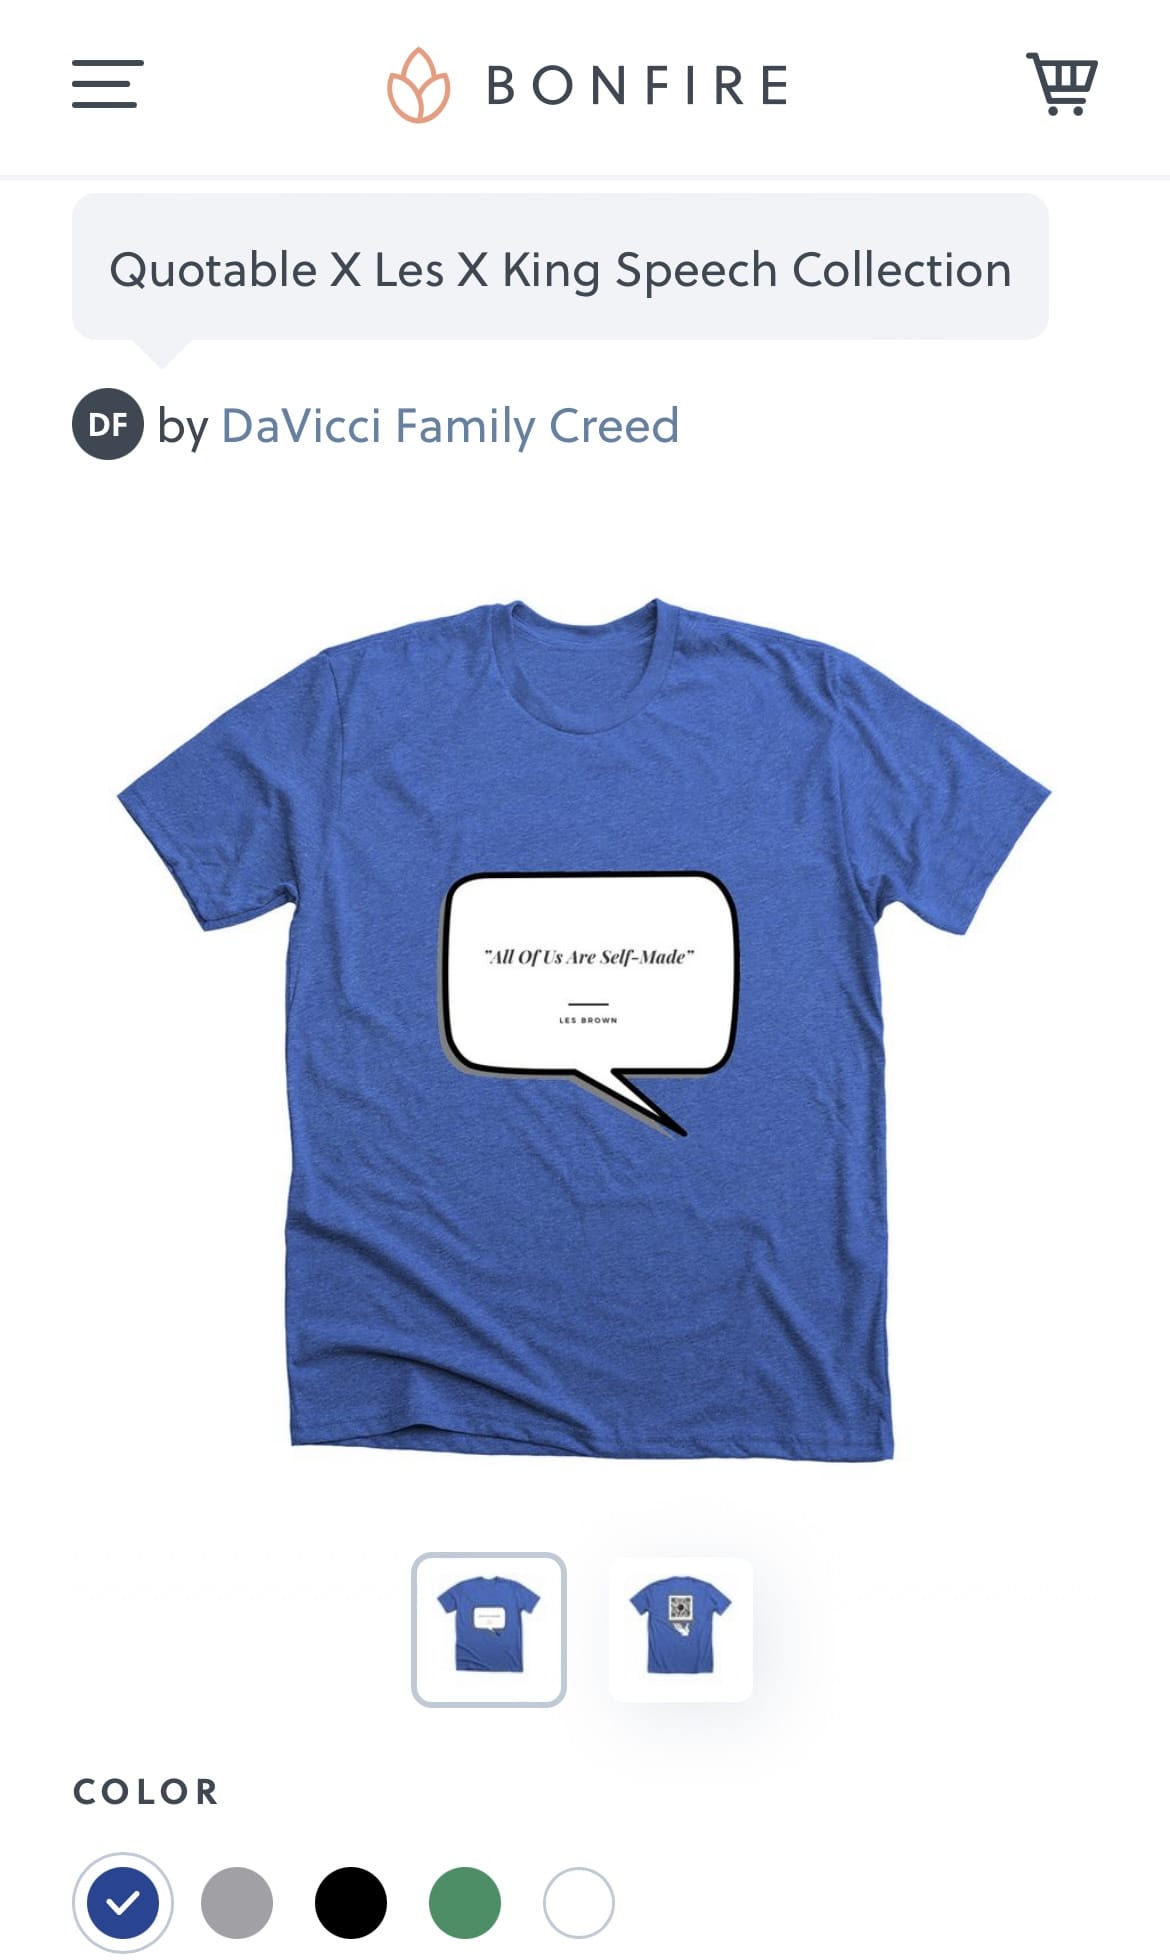 BONFIRE
Quotable X Les X King Speech Collection
DF by DaVicci Family Creed
"All Of Us Are Self-Made"
LES BROWN
COLOR